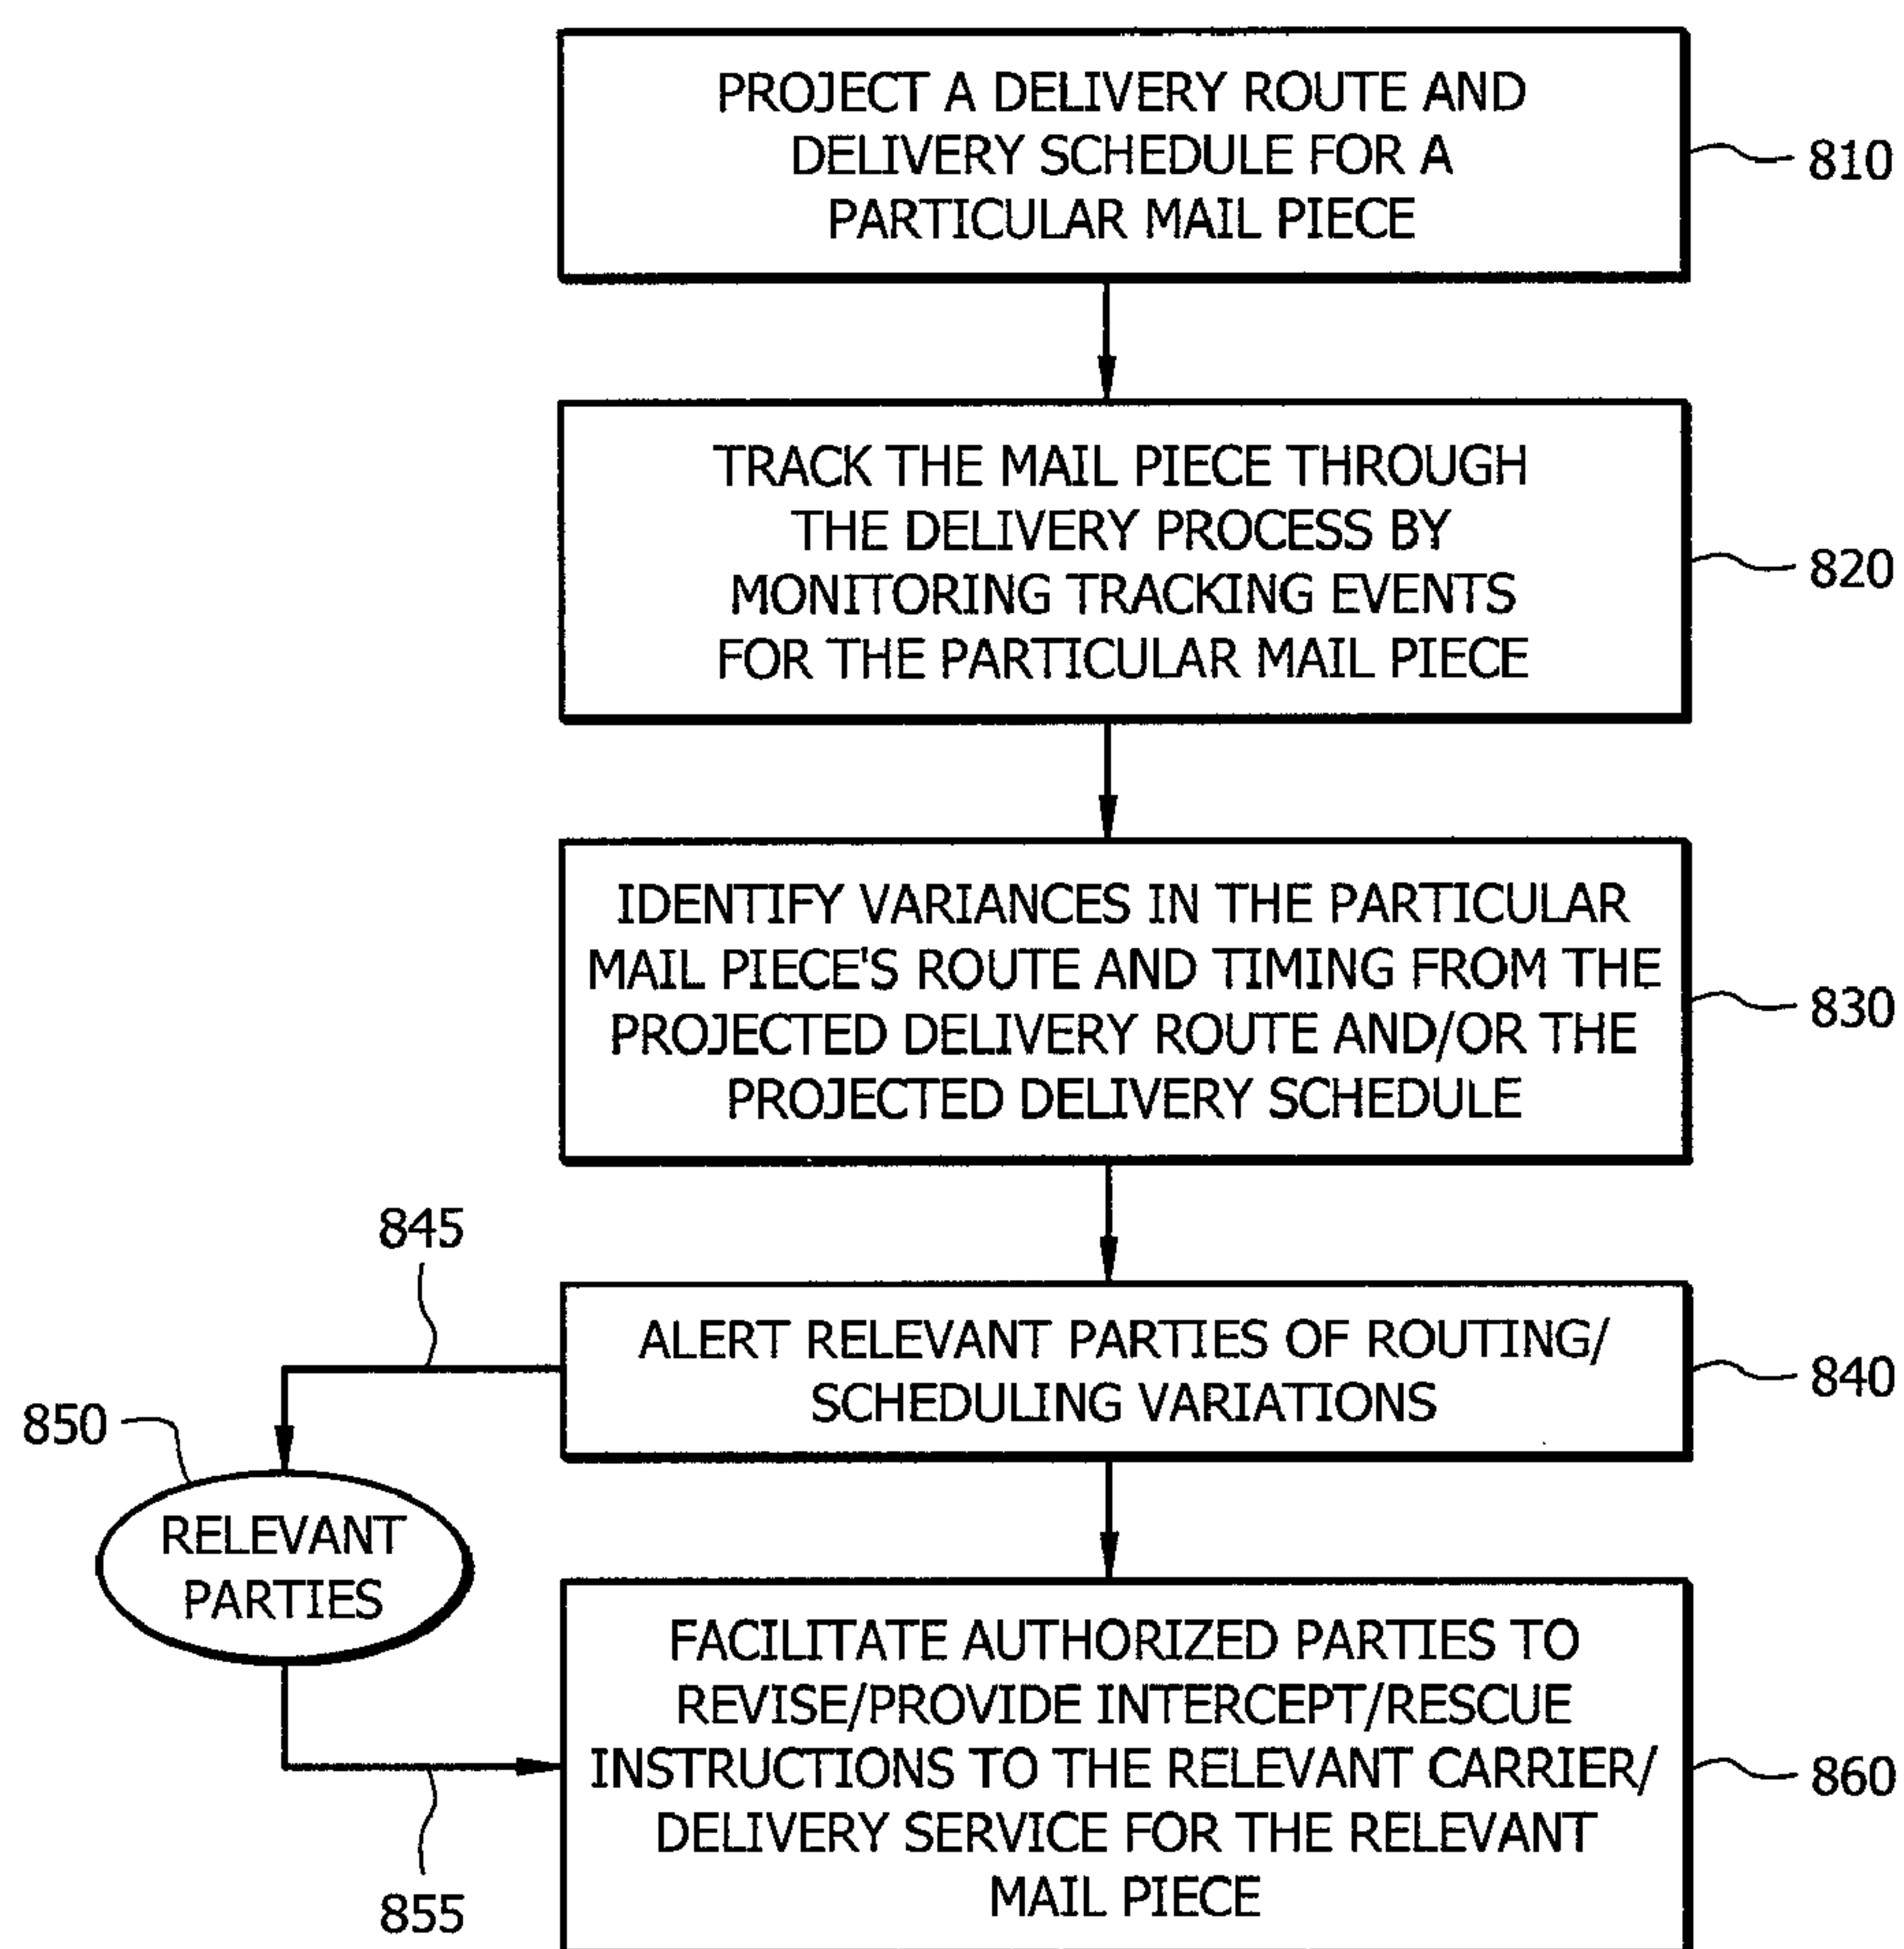 PROJECT A DELIVERY ROUTE AND
DELIVERY SCHEDULE FOR A
PARTICULAR MAIL PIECE
810
TRACK THE MAIL PIECE THROUGH
THE DELIVERY PROCESS BY
MONITORING TRACKING EVENTS
FOR THE PARTICULAR MAIL PIECE
820
IDENTIFY VARIANCES IN THE PARTICULAR
MAIL PIECE'S ROUTE AND TIMING FROM THE
PROJECTED DELIVERY ROUTE AND/OR THE
PROJECTED DELIVERY SCHEDULE
830
845
ALERT RELEVANT PARTIES OF ROUTING/
SCHEDULING VARIATIONS
840
850
RELEVANT
PARTIES
FACILITATE AUTHORIZED PARTIES TO
REVISE/PROVIDE INTERCEPT/RESCUE
INSTRUCTIONS TO THE RELEVANT CARRIER/
DELIVERY SERVICE FOR THE RELEVANT
MAIL PIECE
860
855